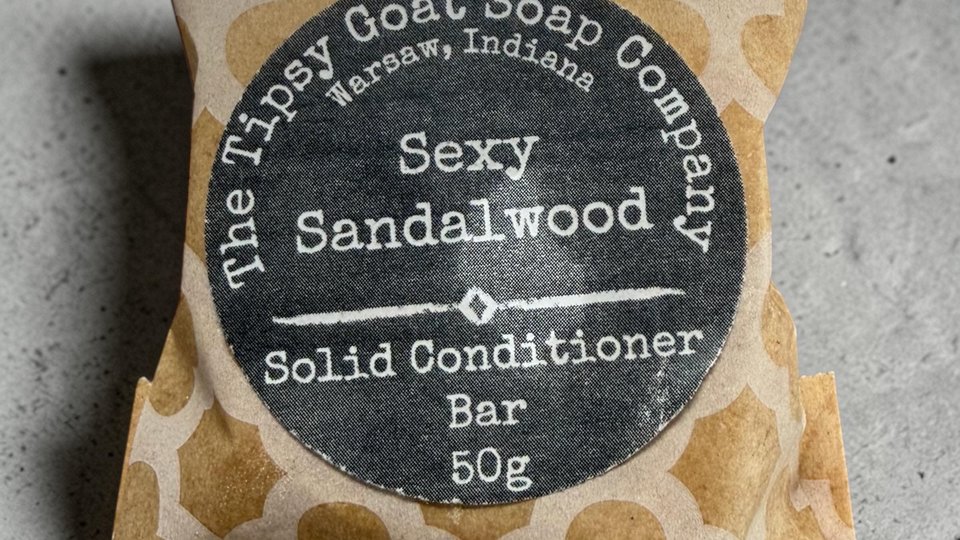 The Tipsy Goat Soap Company
Warsaw, Indiana
Sexy
Sandalwood
Solid Conditioner
Bar
50g